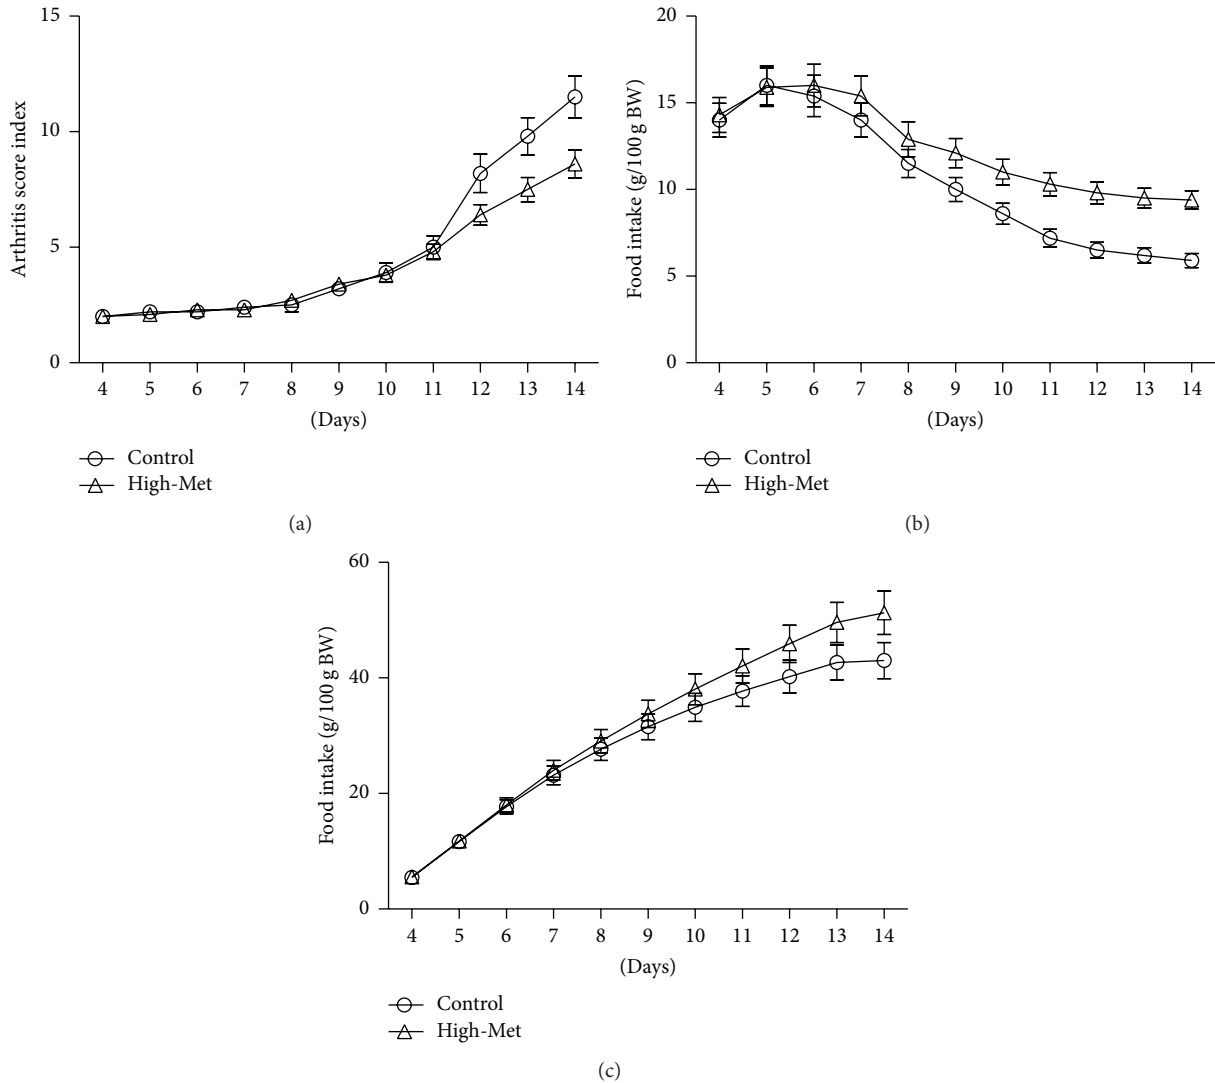 15
10
5
0
Arthritis score index
4 5 6 7 8 9 10 11 12 13 14
(Days)
Control
High-Met
(a)
20
15
10
5
0
Food intake (g/100 g BW)
4 5 6 7 8 9 10 11 12 13 14
(Days)
Control
High-Met
(b)
60
40
20
0
Food intake (g/100 g BW)
4 5 6 7 8 9 10 11 12 13 14
(Days)
Control
High-Met
(c)